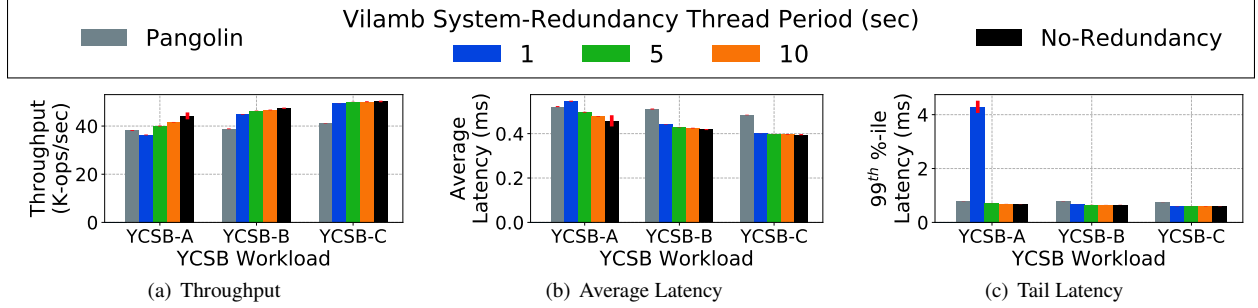 Vilamb System-Redundancy Thread Period (sec)
Pangolin
1
5
10
No-Redundancy
Throughput
(K-ops/sec)
40
20
0
YCSB-A
YCSB-B
YCSB-C
YCSB Workload
(a) Throughput
Average
Latency (ms)
0.4
0.2
0.0
YCSB-A
YCSB-B
YCSB-C
YCSB Workload
(b) Average Latency
99th %-ile
Latency (ms)
4
2
0
YCSB-A
YCSB-B
YCSB-C
YCSB Workload
(c) Tail Latency